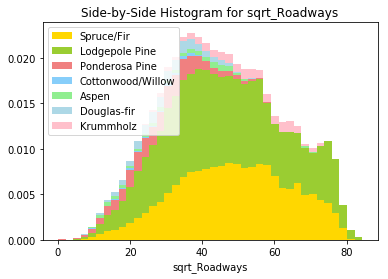 Side-by-Side Histogram for sqrt_Roadways
Spruce/Fir
Lodgepole Pine
Ponderosa Pine
Cottonwood/Willow
Aspen
Douglas-fir
Krummholz
0.020
0.015
0.010
0.005
0.000
0 20 40 60 80
sqrt_Roadways